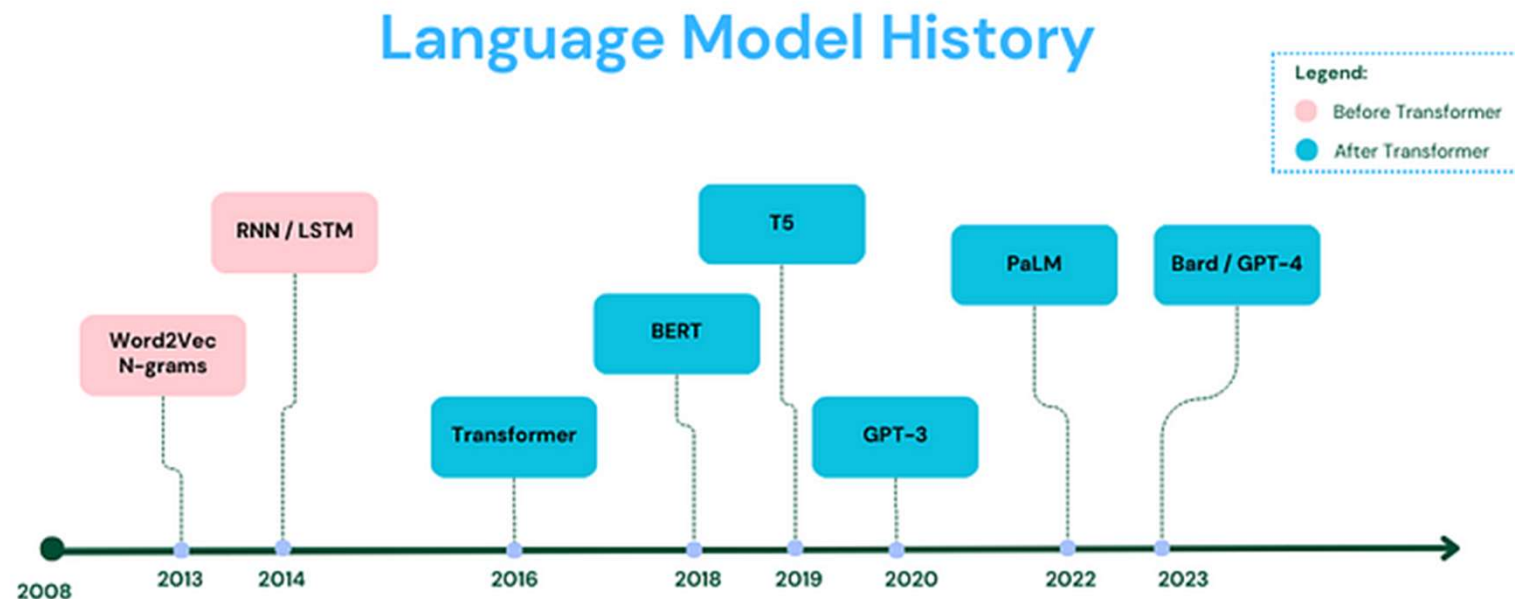 Language Model History
Legend:
Before Transformer
After Transformer
RNN / LSTM
T5
PaLM
Bard / GPT-4
BERT
Word2Vec
N-grams
Transformer
GPT-3
2008
2013
2014
2016
2018
2019
2020
2022
2023